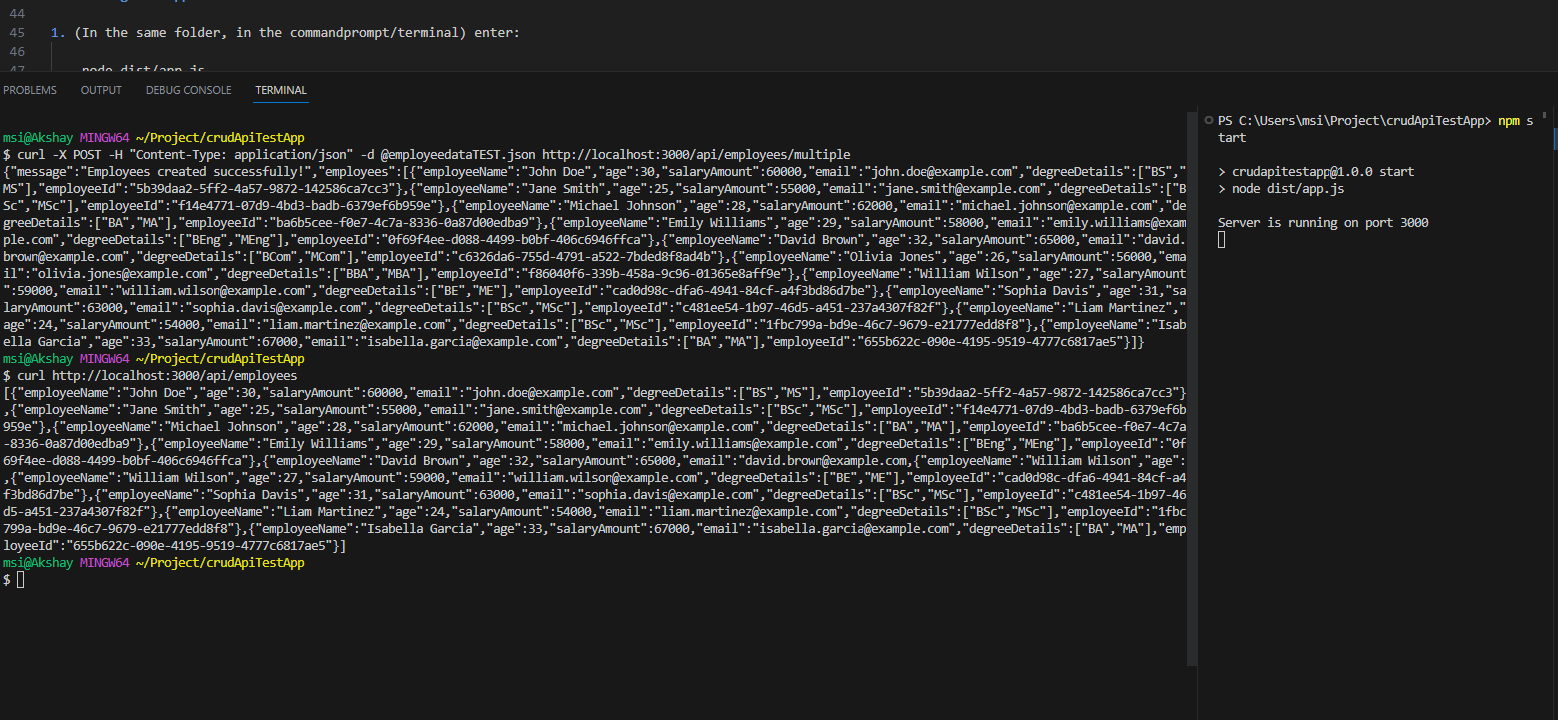 44
45 1. (In the same folder, in the commandprompt/terminal) enter:
46
47 node dist/app.js
PROBLEMS OUTPUT DEBUG CONSOLE TERMINAL
msi@Akshay MINGW64 ~/Project/crudApiTestApp
$ curl -X POST -H "Content-Type: application/json" -d @employeedataTEST.json http://localhost:3000/api/employees/multiple
{"message":"Employees created successfully!","employees":[{"employeeName":"John Doe","age":30,"salaryAmount":60000,"email":"john.doe@example.com","degreeDetails":["BS","
MS"],"employeeId":"5b39daa2-5ff2-4a57-9872-142586ca7cc3"},{"employeeName":"Jane Smith","age":25,"salaryAmount":55000,"email":"jane.smith@example.com","degreeDetails":["B
Sc","MSc"],"employeeId":"f14e4771-07d9-4bd3-badb-6379ef6b959e"},{"employeeName":"Michael Johnson","age":28,"salaryAmount":62000,"email":"michael.johnson@example.com","de
greeDetails":["BA","MA"],"employeeId":"ba6b5cee-f0e7-4c7a-8336-0a87d00edba9"},{"employeeName":"Emily Williams","age":29,"salaryAmount":58000,"email":"emily.williams@exam
ple.com","degreeDetails":["BEng","MEng"],"employeeId":"0f69f4ee-d088-4499-b0bf-406c6946ffca"},{"employeeName":"David Brown","age":32,"salaryAmount":65000,"email":"david.
brown@example.com","degreeDetails":["BCom","MCom"],"employeeId":"c6326da6-755d-4791-a522-7bded8f8ad4b"},{"employeeName":"Olivia Jones","age":26,"salaryAmount":56000,"ema
il":"olivia.jones@example.com","degreeDetails":["BBA","MBA"],"employeeId":"f86040f6-339b-458a-9c96-01365e8aff9e"},{"employeeName":"William Wilson","age":27,"salaryAmount
":59000,"email":"william.wilson@example.com","degreeDetails":["BE","ME"],"employeeId":"cad0d98c-dfa6-4941-84cf-a4f3bd86d7be"},{"employeeName":"Sophia Davis","age":31,"sa
laryAmount":63000,"email":"sophia.davis@example.com","degreeDetails":["BSc","MSc"],"employeeId":"c481ee54-1b97-46d5-a451-237a4307f82f"},{"employeeName":"Liam Martinez","
age":24,"salaryAmount":54000,"email":"liam.martinez@example.com","degreeDetails":["BSc","MSc"],"employeeId":"1fbc799a-bd9e-46c7-9679-e21777edd8f8"},{"employeeName":"Isab
ella Garcia","age":33,"salaryAmount":67000,"email":"isabella.garcia@example.com","degreeDetails":["BA","MA"],"employeeId":"655b622c-090e-4195-9519-4777c6817ae5"}]}
msi@Akshay MINGW64 ~/Project/crudApiTestApp
$ curl http://localhost:3000/api/employees
[{"employeeName":"John Doe","age":30,"salaryAmount":60000,"email":"john.doe@example.com","degreeDetails":["BS","MS"],"employeeId":"5b39daa2-5ff2-4a57-9872-142586ca7cc3"}
,{"employeeName":"Jane Smith","age":25,"salaryAmount":55000,"email":"jane.smith@example.com","degreeDetails":["BSc","MSc"],"employeeId":"f14e4771-07d9-4bd3-badb-6379ef6b
959e"},{"employeeName":"Michael Johnson","age":28,"salaryAmount":62000,"email":"michael.johnson@example.com","degreeDetails":["BA","MA"],"employeeId":"ba6b5cee-f0e7-4c7a
-8336-0a87d00edba9"},{"employeeName":"Emily Williams","age":29,"salaryAmount":58000,"email":"emily.williams@example.com","degreeDetails":["BEng","MEng"],"employeeId":"0f
69f4ee-d088-4499-b0bf-406c6946ffca"},{"employeeName":"David Brown","age":32,"salaryAmount":65000,"email":"david.brown@example.com,{"employeeName":"William Wilson","age":
,{"employeeName":"William Wilson","age":27,"salaryAmount":59000,"email":"william.wilson@example.com","degreeDetails":["BE","ME"],"employeeId":"cad0d98c-dfa6-4941-84cf-a4
f3bd86d7be"},{"employeeName":"Sophia Davis","age":31,"salaryAmount":63000,"email":"sophia.davis@example.com","degreeDetails":["BSc","MSc"],"employeeId":"c481ee54-1b97-46
d5-a451-237a4307f82f"},{"employeeName":"Liam Martinez","age":24,"salaryAmount":54000,"email":"liam.martinez@example.com","degreeDetails":["BSc","MSc"],"employeeId":"1fbc
799a-bd9e-46c7-9679-e21777edd8f8"},{"employeeName":"Isabella Garcia","age":33,"salaryAmount":67000,"email":"isabella.garcia@example.com","degreeDetails":["BA","MA"],"emp
loyeeId":"655b622c-090e-4195-9519-4777c6817ae5"}]
msi@Akshay MINGW64 ~/Project/crudApiTestApp
$
PS C:\Users\msi\Project\crudApiTestApp> npm s
tart
> crudapitestapp@1.0.0 start
> node dist/app.js
Server is running on port 3000